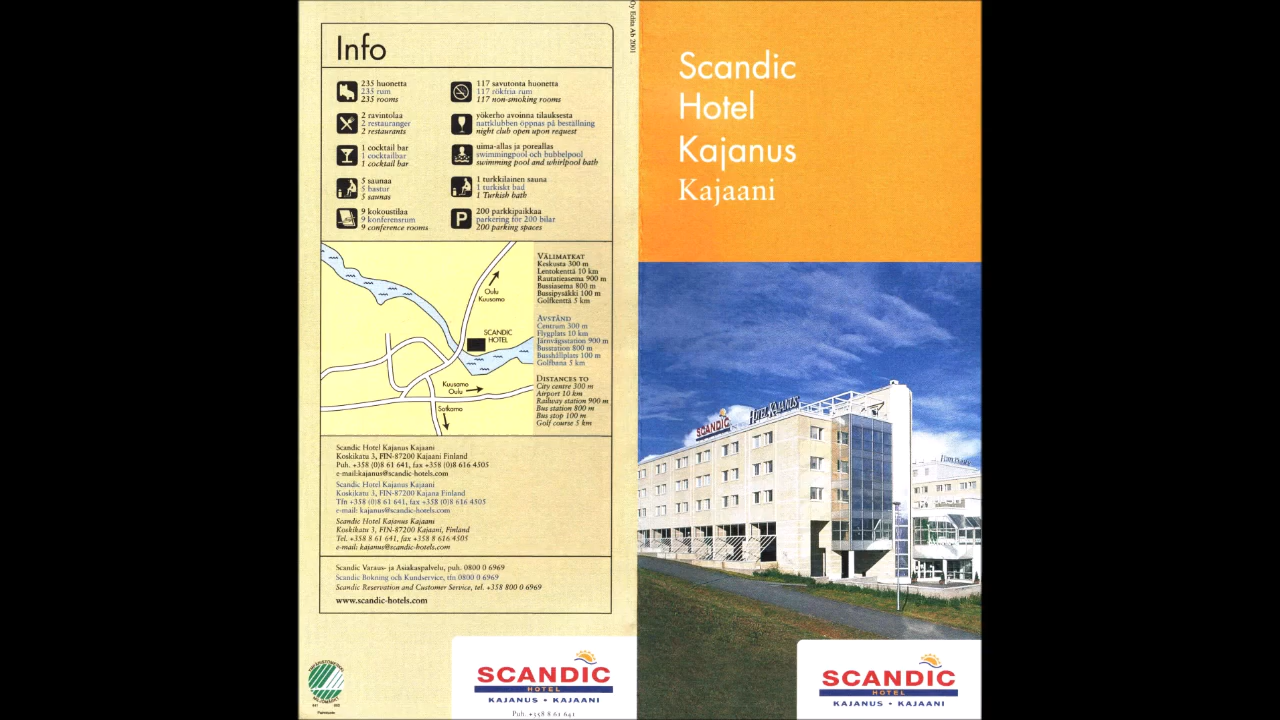 Info
235 huonetta
235 rum
235 rooms
117 savutonta huonetta
117 rökfria rum
117 non-smoking rooms
2 ravintolaa
2 restauranger
2 restaurants
yökerho avoinna tilauksesta
nattklubben öppnas på beställning
night club open upon request
1 cocktail bar
1 cocktailbar
1 cocktail bar
uima-allas ja poreallas
swimmingpool och bubbelpool
swimming pool and whirlpool bath
5 saunaa
5 bastur
5 saunas
1 turkkilainen sauna
1 turkiskt bad
1 Turkish bath
9 kokoustilaa
9 konferensrum
9 conference rooms
P
200 parkkipaikkaa
parkering för 200 bilar
200 parking spaces
Oulu
Kuusamo
SCANDIC
HOTEL
Kuusamo
Oulu
Sotkamo
VÄLIMATKAT
Keskusta 300 m
Lentokenttä 10 km
Rautatieasema 900 m
Bussiasema 800 m
Bussipysäkki 100 m
Golfkenttä 5 km
AVSTÅND
Centrum 300 m
Flygplats 10 km
Järnvägsstation 900 m
Busstation 800 m
Busshållplats 100 m
Golfbana 5 km
DISTANCES TO
City centre 300 m
Airport 10 km
Railway station 900 m
Bus station 800 m
Bus stop 100 m
Golf course 5 km
Scandic Hotel Kajanus Kajaani
Koskikatu 3, FIN-87200 Kajaani Finland
Puh. +358 (0)8 61 641, fax +358 (0)8 616 4505
e-mail:kajanus@scandic-hotels.com
Scandic Hotel Kajanus Kajaani
Koskikatu 3, FIN-87200 Kajana Finland
Tfn +358 (0)8 61 641, fax +358 (0)8 616 4505
e-mail: kajanus@scandic-hotels.com
Scandic Hotel Kajanus Kajaani
Koskikatu 3, FIN-87200 Kajaani, Finland
Tel. +358 8 61 641, fax +358 8 616 4505
e-mail: kajanus@scandic-hotels.com
Scandic Varaus- ja Asiakaspalvelu, puh. 0800 0 6969
Scandic Bokning och Kundservice, tfn 0800 0 6969
Scandic Reservation and Customer Service, tel. +358 800 0 6969
www.scandic-hotels.com
SCANDIC
HOTEL
KAJANUS • KAJAANI
Puh. +358 8 61 641
Oy Edita Ab 2001
Scandic
Hotel
Kajanus
Kajaani
SCANDIC
HOTEL KAJANUS
SCANDIC
HOTEL
KAJANUS • KAJAANI